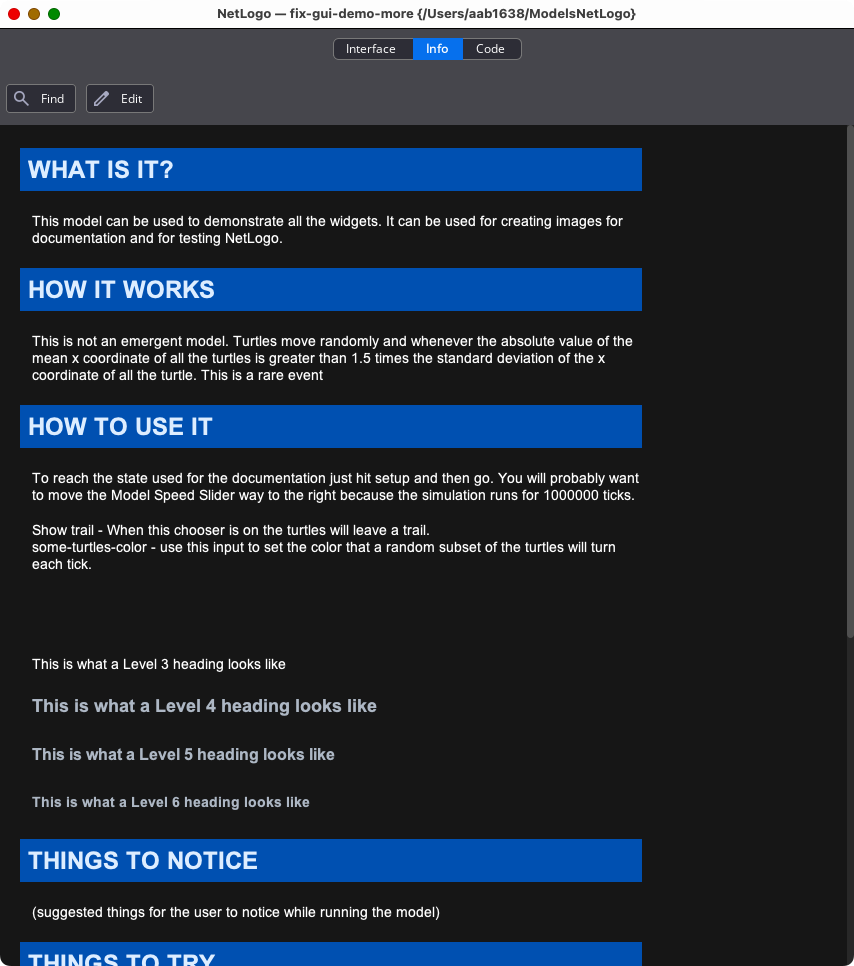 NetLogo — fix-gui-demo-more {/Users/aab1638/ModelsNetLogo}
Interface Info Code
Find Edit
WHAT IS IT?
This model can be used to demonstrate all the widgets. It can be used for creating images for
documentation and for testing NetLogo.
HOW IT WORKS
This is not an emergent model. Turtles move randomly and whenever the absolute value of the
mean x coordinate of all the turtles is greater than 1.5 times the standard deviation of the x
coordinate of all the turtle. This is a rare event
HOW TO USE IT
To reach the state used for the documentation just hit setup and then go. You will probably want
to move the Model Speed Slider way to the right because the simulation runs for 1000000 ticks.
Show trail - When this chooser is on the turtles will leave a trail.
some-turtles-color - use this input to set the color that a random subset of the turtles will turn
each tick.
This is what a Level 3 heading looks like
This is what a Level 4 heading looks like
This is what a Level 5 heading looks like
This is what a Level 6 heading looks like
THINGS TO NOTICE
(suggested things for the user to notice while running the model)
THINGS TO TRY